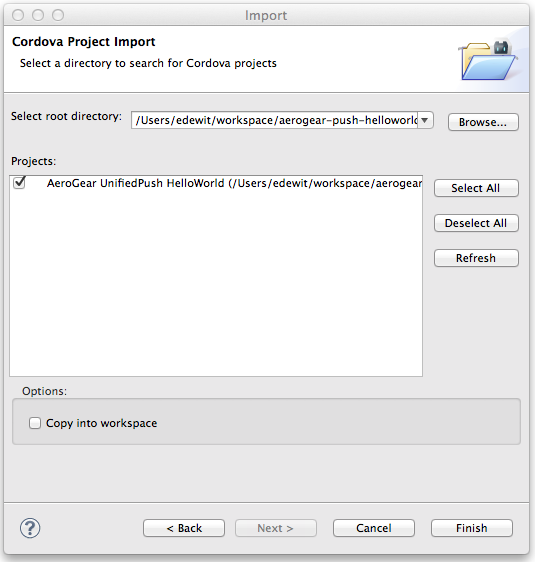 Import
Cordova Project Import
Select a directory to search for Cordova projects
Select root directory: /Users/edewit/workspace/aerogear-push-helloworld Browse...
Projects:
AeroGear UnifiedPush HelloWorld (/Users/edewit/workspace/aerogear
Select All
Deselect All
Refresh
Options:
Copy into workspace
? < Back Next > Cancel Finish